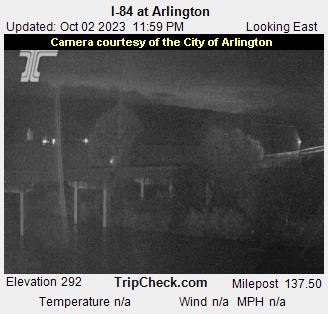 I-84 at Arlington
Updated: Oct 02 2023 11:59 PM Looking East
Camera courtesy of the City of Arlington
Elevation 292 TripCheck.com Milepost 137.50
Temperature n/a Wind n/a MPH n/a